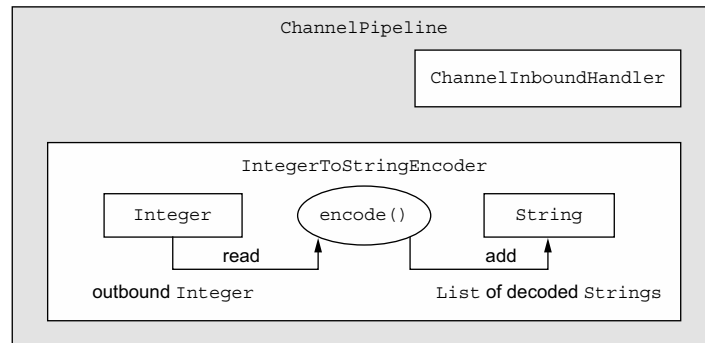 ChannelPipeline
ChannelInboundHandler
IntegerToStringEncoder
Integer
encode()
String
read
add
outbound Integer
List of decoded Strings